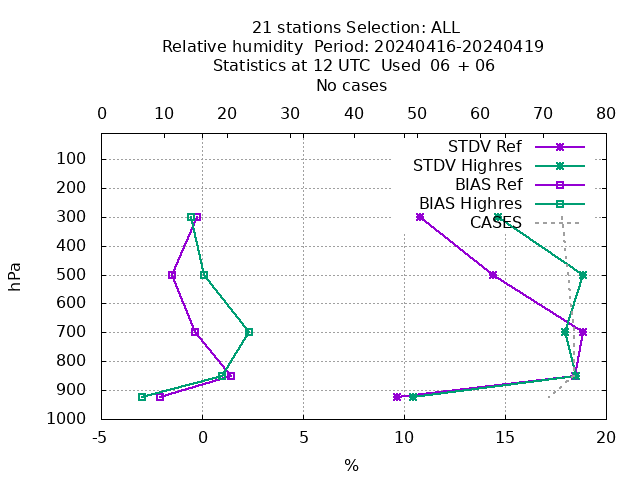 21 stations Selection: ALL
Relative humidity  Period: 20240416-20240419
Statistics at 12 UTC  Used  06 + 06
No cases
0 10 20 30 40 50 60 70 80
STDV Ref
STDV Highres
BIAS Ref
BIAS Highres
CASES
100
200
300
400
500
600
700
800
900
1000
hPa
-5 0 5 10 15 20
%